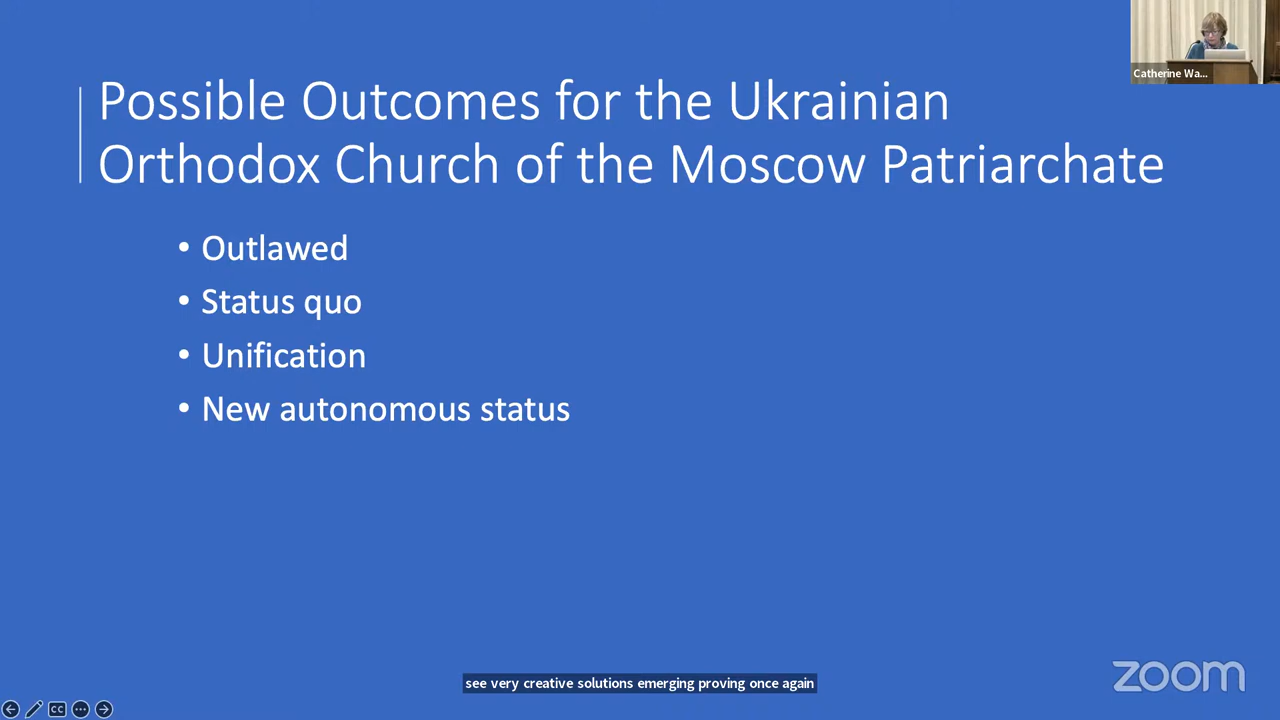 Catherine Wa...
Possible Outcomes for the Ukrainian
Orthodox Church of the Moscow Patriarchate
• Outlawed
• Status quo
• Unification
• New autonomous status
zoom
see very creative solutions emerging proving once again
CC